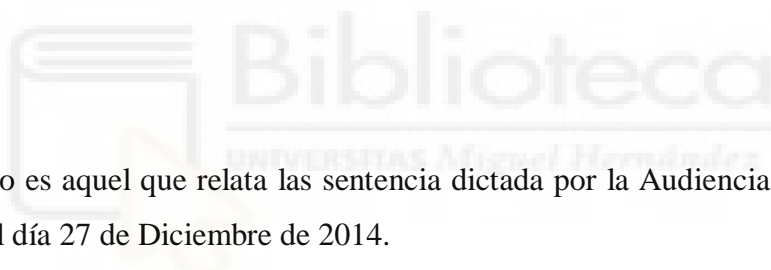 Biblioteca
UNIVERSITAS Miguel Hernández
o es aquel que relata las sentencia dictada por la Audiencia
l día 27 de Diciembre de 2014.